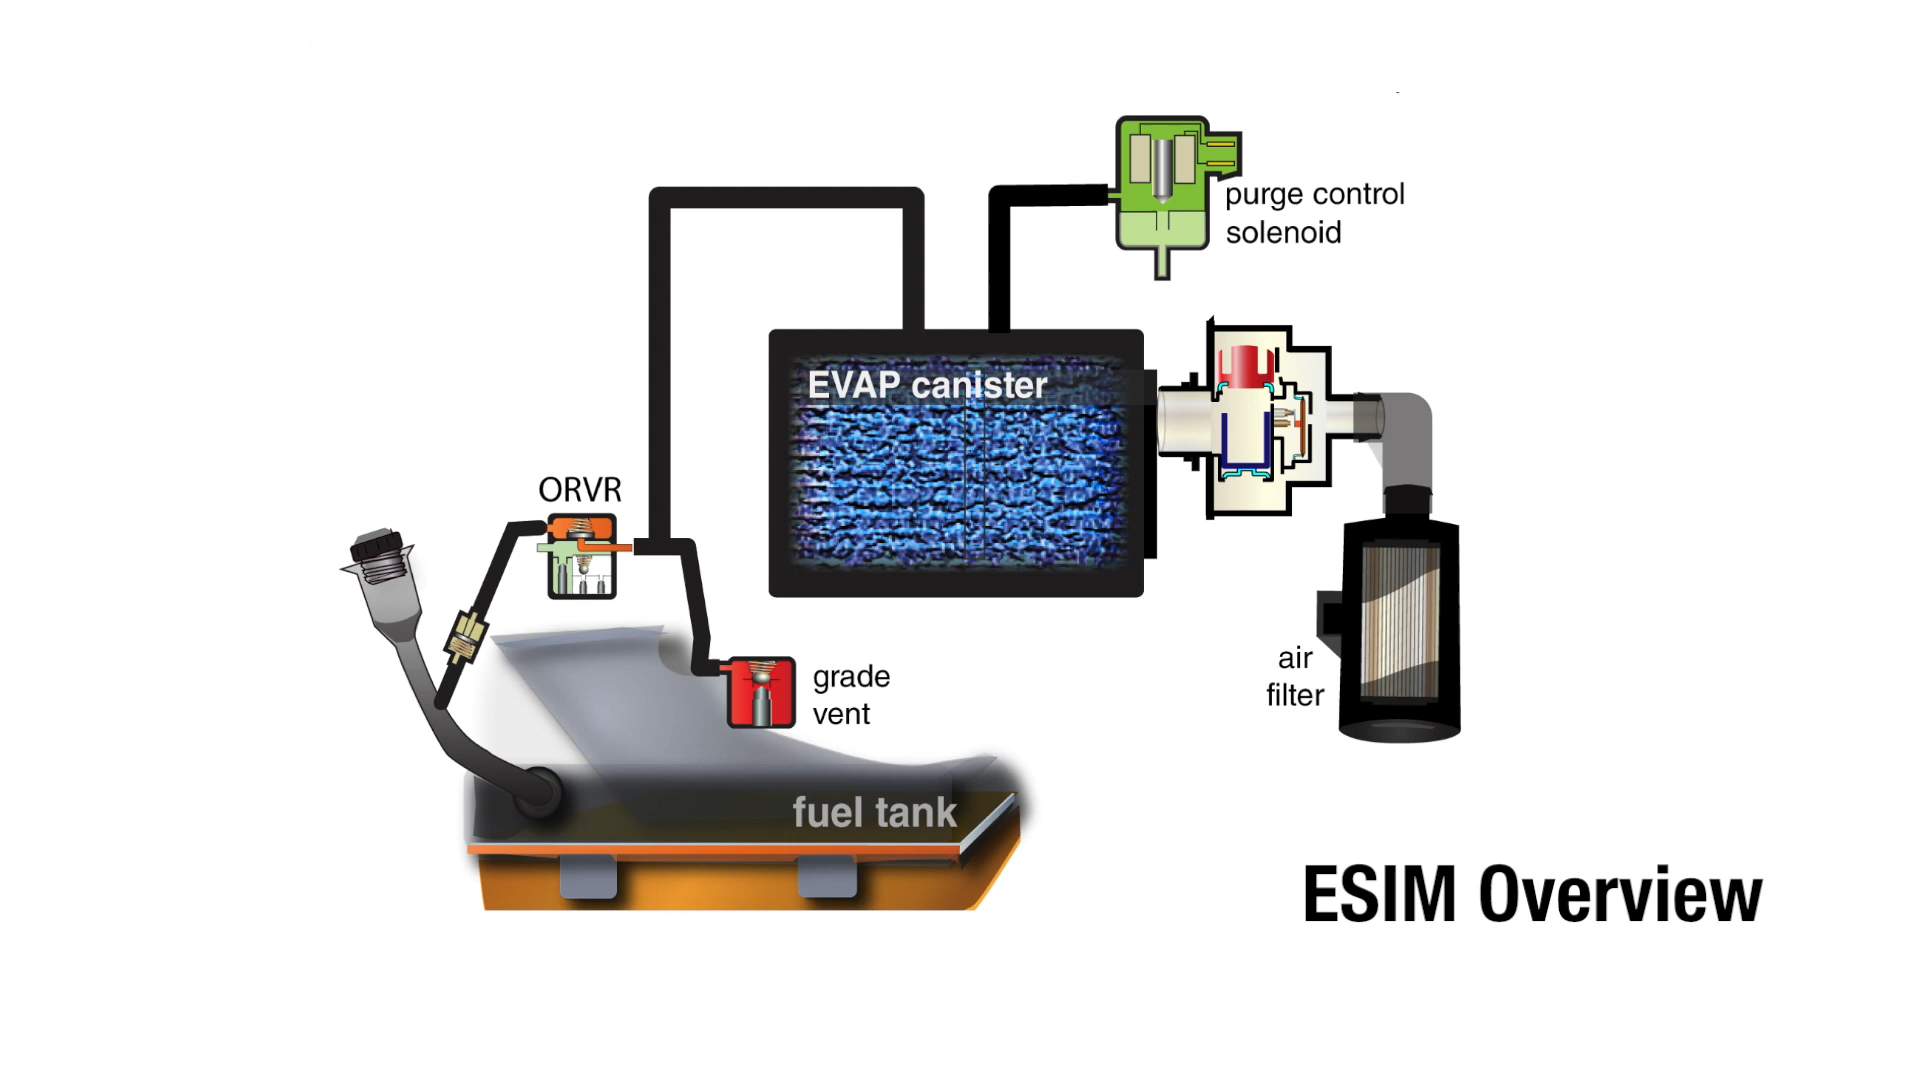 purge control
solenoid
EVAP canister
ORVR
grade
vent
air
filter
fuel tank
ESIM Overview